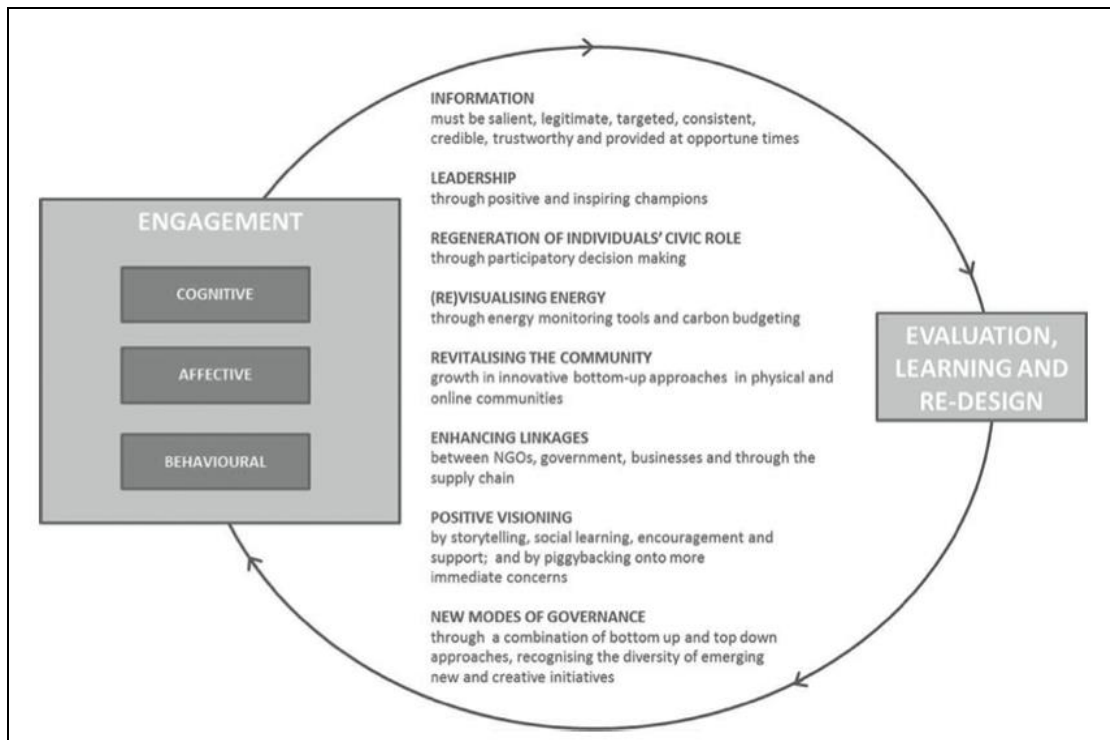 ENGAGEMENT
COGNITIVE
AFFECTIVE
BEHAVIOURAL
INFORMATION
must be salient, legitimate, targeted, consistent,
credible, trustworthy and provided at opportune times
LEADERSHIP
through positive and inspiring champions
REGENERATION OF INDIVIDUALS' CIVIC ROLE
through participatory decision making
(RE)VISUALISING ENERGY
through energy monitoring tools and carbon budgeting
REVITALISING THE COMMUNITY
growth in innovative bottom-up approaches in physical and
online communities
ENHANCING LINKAGES
between NGOs, government, businesses and through the
supply chain
POSITIVE VISIONING
by storytelling, social learning, encouragement and
support; and by piggybacking onto more
immediate concerns
NEW MODES OF GOVERNANCE
through a combination of bottom up and top down
approaches, recognising the diversity of emerging
new and creative initiatives
EVALUATION,
LEARNING AND
RE-DESIGN